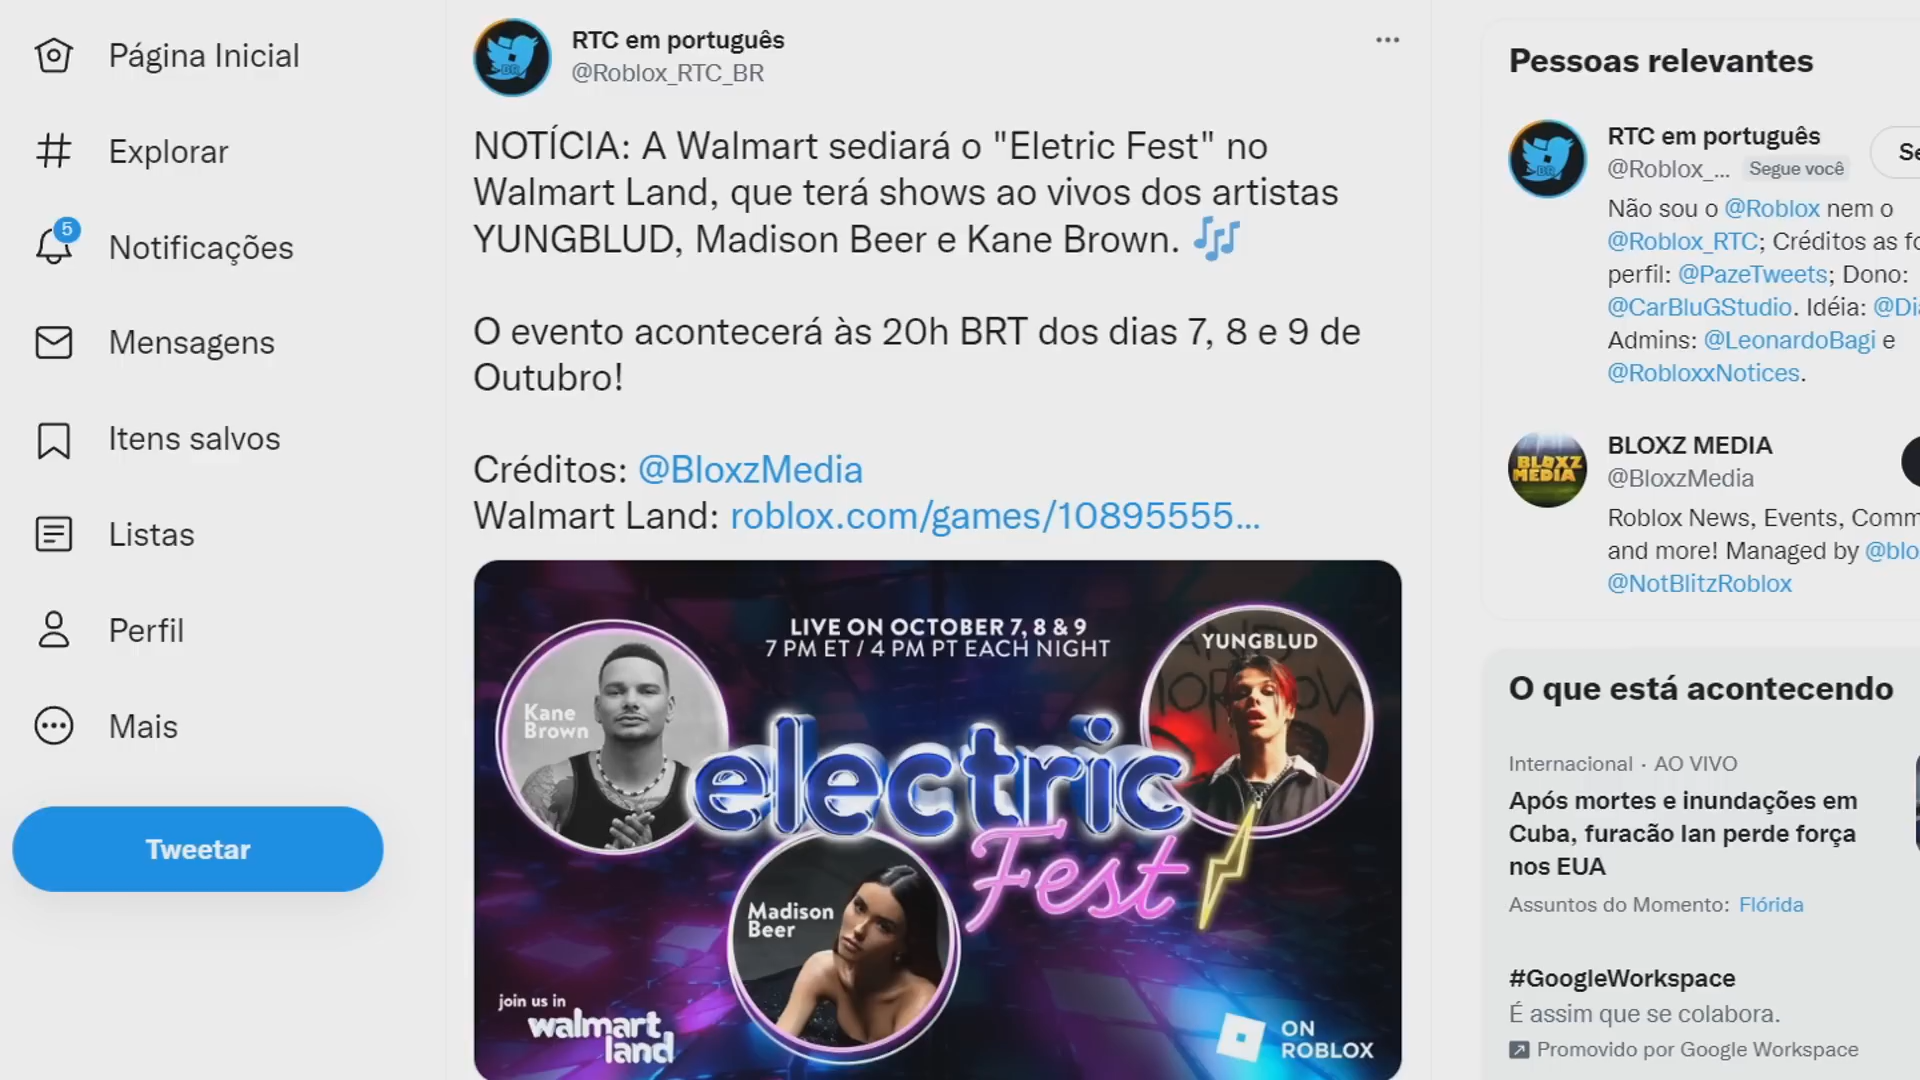 Página Inicial
Explorar
5
Notificações
Mensagens
Itens salvos
Listas
Perfil
Mais
Tweetar
RTC em português
@Roblox_RTC_BR
NOTÍCIA: A Walmart sediará o "Eletric Fest" no
Walmart Land, que terá shows ao vivos dos artistas
YUNGBLUD, Madison Beer e Kane Brown. 🎶
O evento acontecerá às 20h BRT dos dias 7, 8 e 9 de
Outubro!
Créditos: @BloxzMedia
Walmart Land: roblox.com/games/10895555...
LIVE ON OCTOBER 7, 8 & 9
7 PM ET / 4 PM PT EACH NIGHT
Kane
Brown
YUNGBLUD
electric
Fest
Madison
Beer
join us in
walmart
land
ON
ROBLOX
Pessoas relevantes
RTC em português
@Roblox_... Segue você
Se
Não sou o @Roblox nem o
@Roblox_RTC; Créditos as fo
perfil: @PazeTweets; Dono:
@CarBluGStudio. Idéia: @Di
Admins: @LeonardoBagi e
@RobloxxNotices.
BLOXZ MEDIA
BLOXZ MEDIA
@BloxzMedia
Roblox News, Events, Comm
and more! Managed by @blo
@NotBlitzRoblox
O que está acontecendo
Internacional · AO VIVO
Após mortes e inundações em
Cuba, furacão Ian perde força
nos EUA
Assuntos do Momento: Flórida
#GoogleWorkspace
É assim que se colabora.
Promovido por Google Workspace